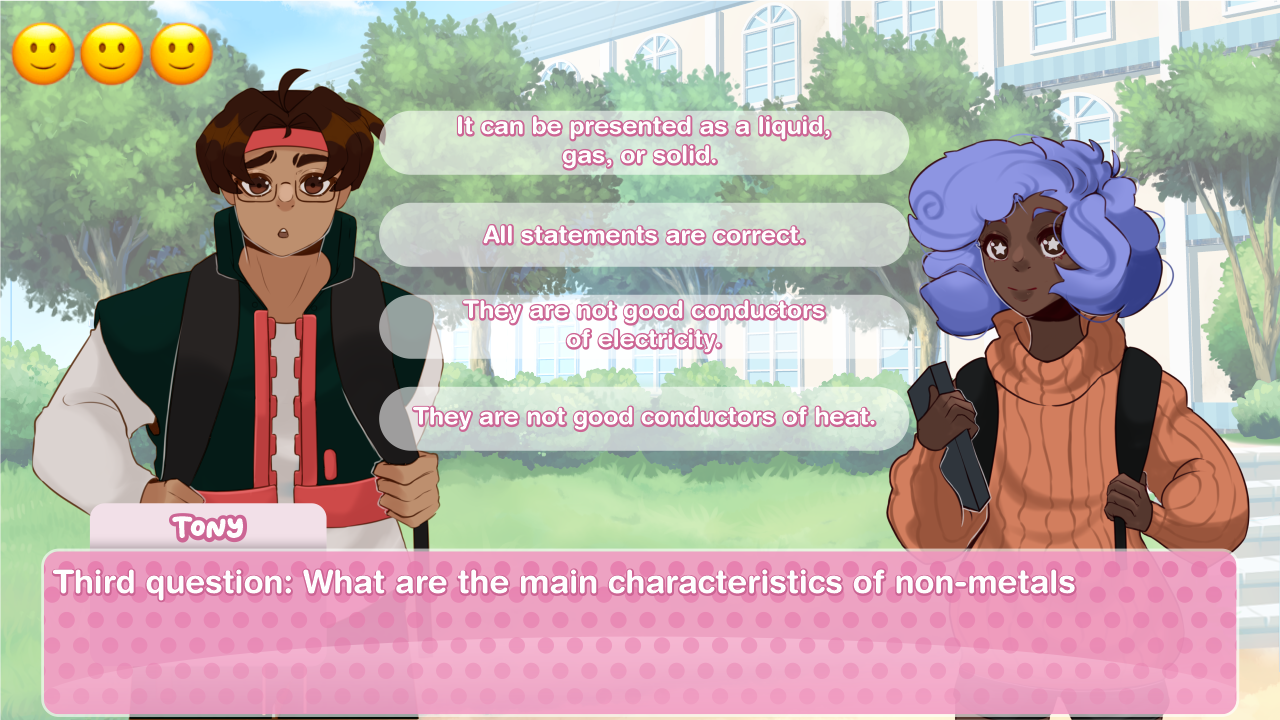 It can be presented as a liquid,
gas, or solid.
All statements are correct.
They are not good conductors
of electricity.
They are not good conductors of heat.
TONY
Third question: What are the main characteristics of non-metals